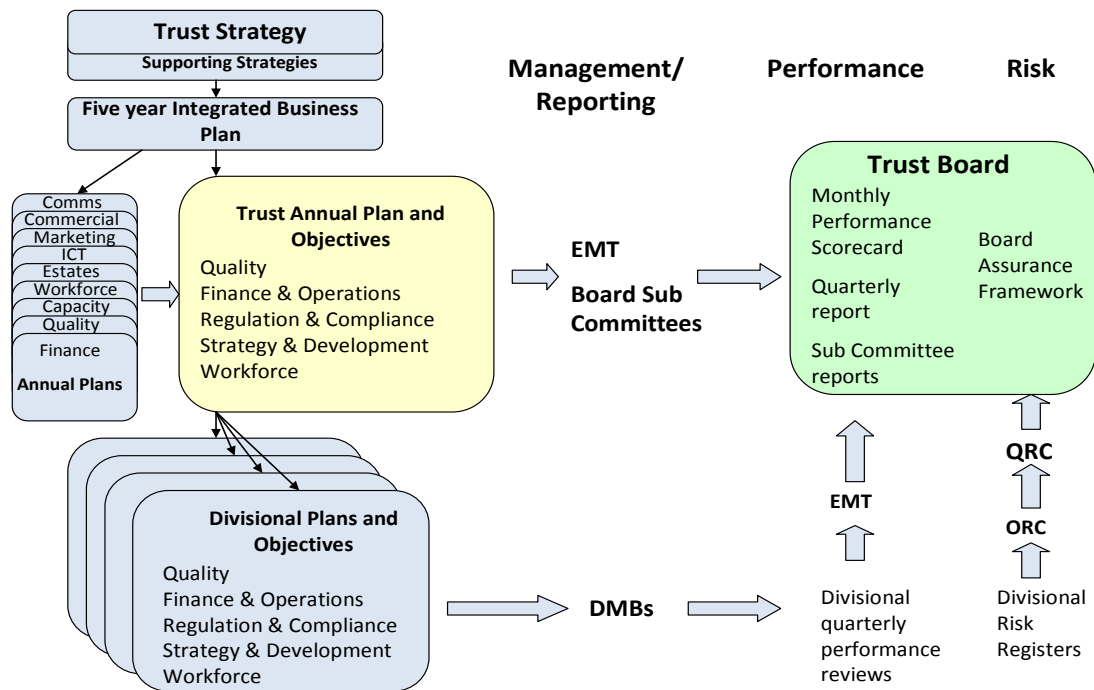 Trust Strategy
Supporting Strategies
Five year Integrated Business
Plan
Management/
Reporting
Performance
Risk
Comms
Commercial
Marketing
ICT
Estates
Workforce
Capacity
Quality
Finance
Annual Plans
Trust Annual Plan and
Objectives
Quality
Finance & Operations
Regulation & Compliance
Strategy & Development
Workforce
EMT
Board Sub
Committees
Trust Board
Monthly
Performance
Scorecard
Quarterly
report
Sub Committee
reports
Board
Assurance
Framework
Divisional Plans and
Objectives
Quality
Finance & Operations
Regulation & Compliance
Strategy & Development
Workforce
DMBs
EMT
Divisional
quarterly
performance
reviews
QRC
ORC
Divisional
Risk
Registers